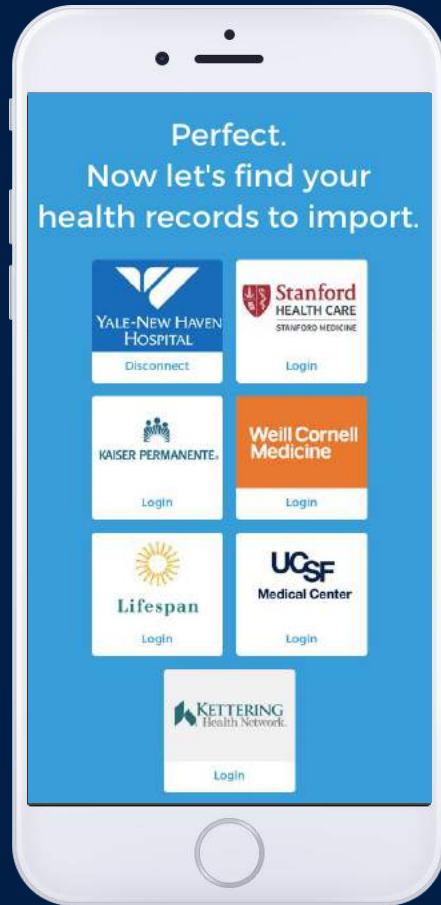 Perfect.
Now let's find your
health records to import.
YALE-NEW HAVEN
HOSPITAL
Disconnect
Stanford
HEALTH CARE
STANFORD MEDICINE
Login
KAISER PERMANENTE®
Login
Weill Cornell
Medicine
Login
Lifespan
Login
UCSF
Medical Center
Login
KETTERING
Health Network®
Login